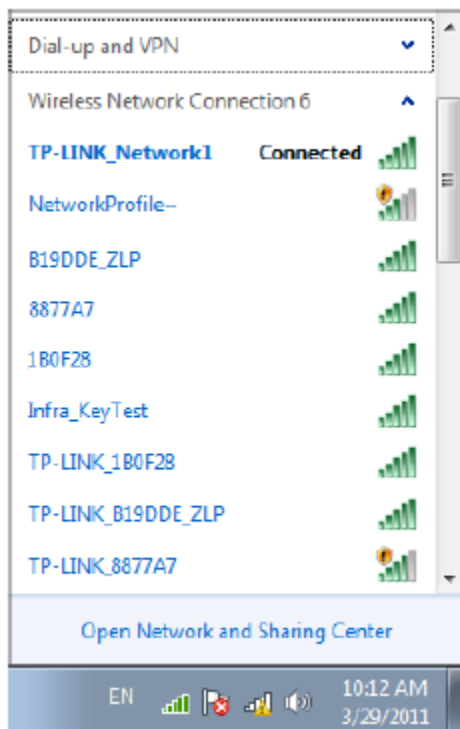 Dial-up and VPN
Wireless Network Connection 6
TP-LINK_Network1 Connected
NetworkProfile--
B19DDE_ZLP
8877A7
1B0F28
Infra_KeyTest
TP-LINK_1B0F28
TP-LINK_B19DDE_ZLP
TP-LINK_8877A7
Open Network and Sharing Center
EN 10:12 AM
3/29/2011